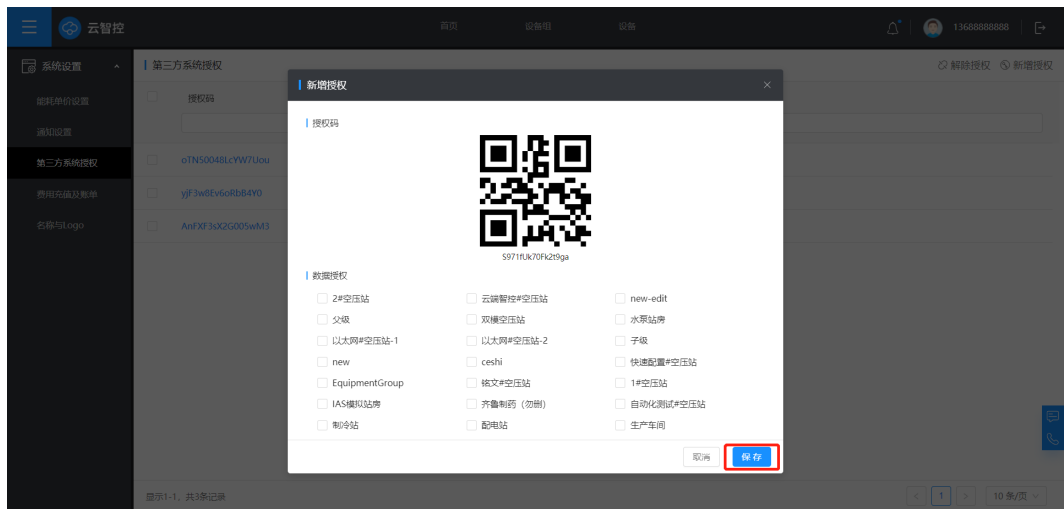 云智控
首页
设备组
设备
13688888888
系统设置
能耗单价设置
通知设置
第三方系统授权
费用充值及账单
名称与Logo
第三方系统授权
解除授权
新增授权
授权码
oTN50048LcYW7Uou
yjF3w8Ev6oRbB4Y0
AnFXF3sX2G005wM3
新增授权
授权码
S971fUk70Fk2t9ga
数据授权
2#空压站 云端智控#空压站 new-edit
父级 双模空压站 水泵站房
以太网#空压站-1 以太网#空压站-2 子级
new ceshi 快速配置#空压站
EquipmentGroup 铭文#空压站 1#空压站
IAS模拟站房 齐鲁制药（勿删） 自动化测试#空压站
制冷站 配电站 生产车间
取消 保存
显示1-1，共3条记录
1
10 条/页